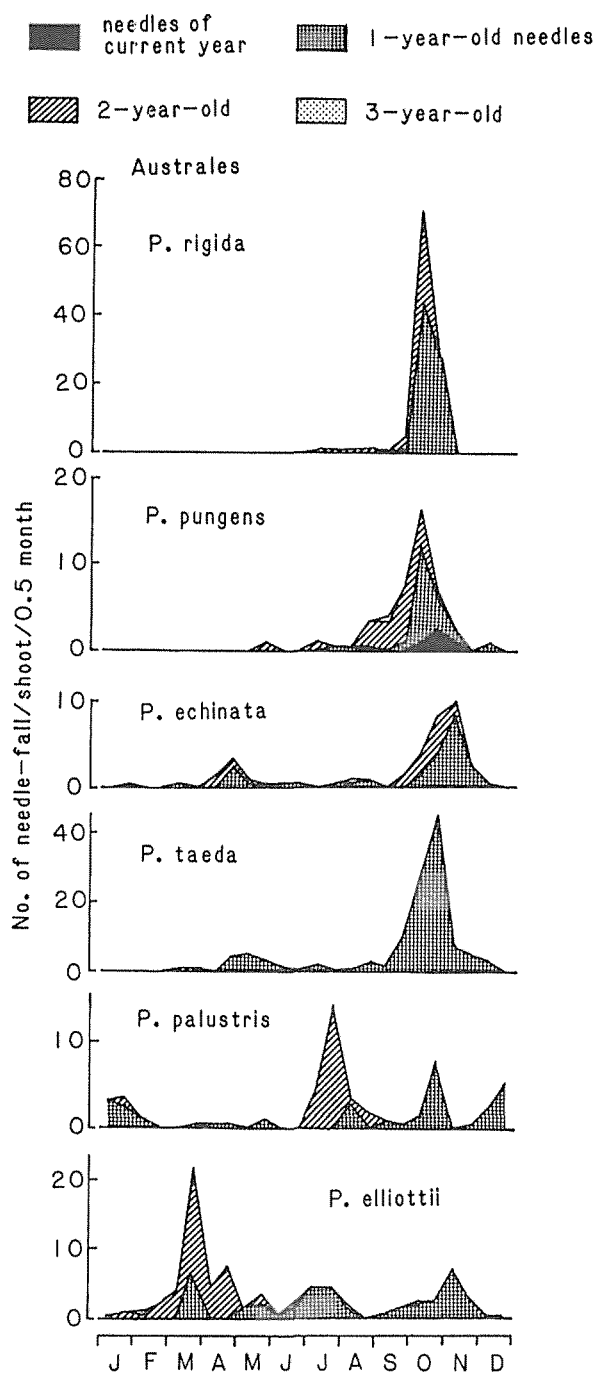 needles of
current year
1-year-old needles
2-year-old
3-year-old
Australes
80
P. rigida
60
40
20
0
20
P. pungens
10
0
No. of needle-fall/shoot/0.5 month
10
P. echinata
0
40
P. taeda
20
0
P. palustris
10
0
20
P. elliottii
10
0
J F M A M J J A S O N D